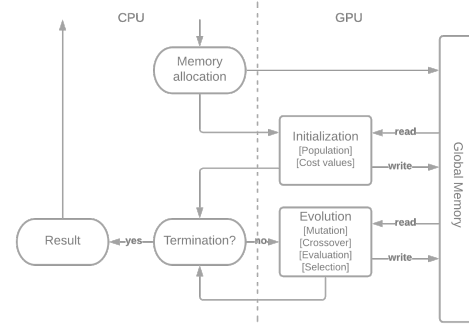 CPU
GPU
Memory
allocation
Initialization
[Population]
[Cost values]
read
write
Global Memory
Result
yes
Termination?
no
Evolution
[Mutation]
[Crossover]
[Evaluation]
[Selection]
read
write